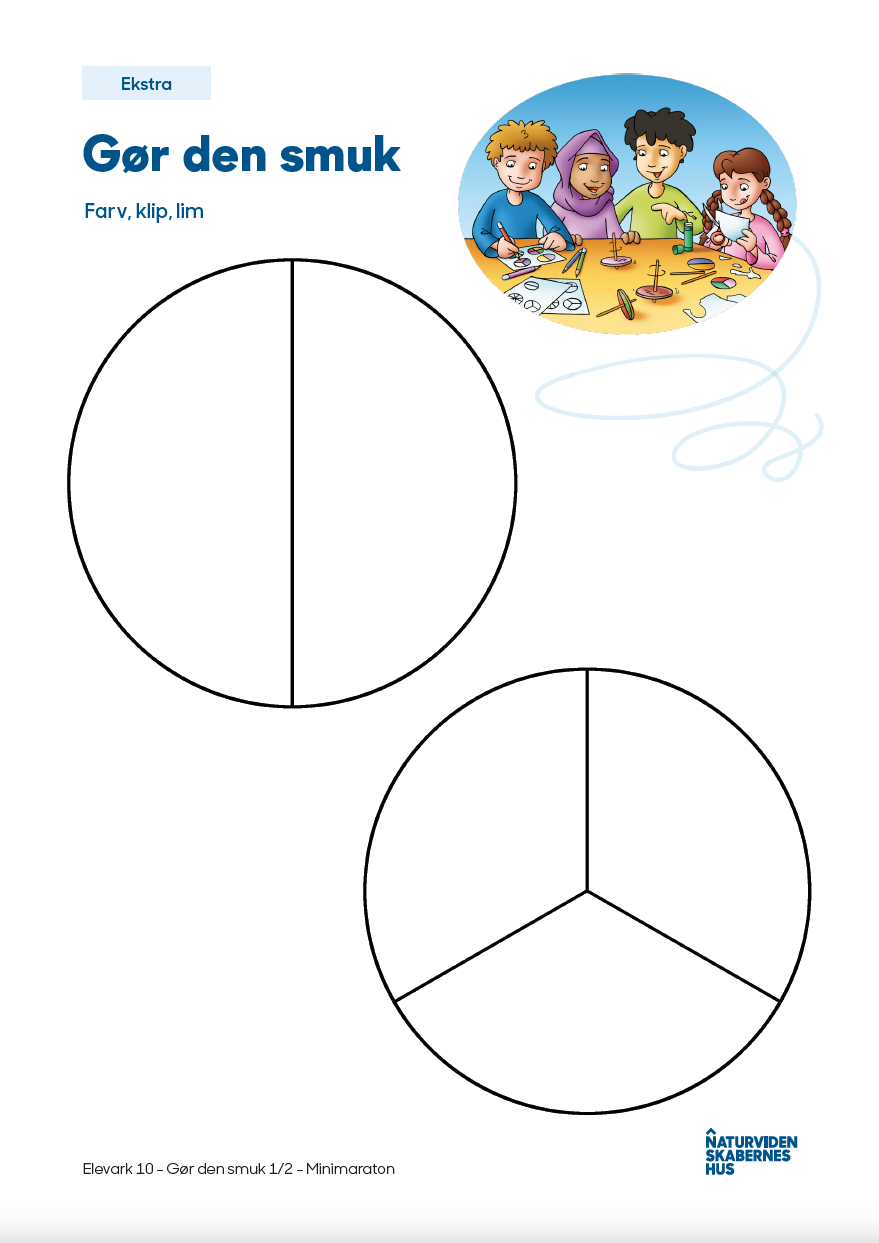 Ekstra
Gør den smuk
Farv, klip, lim
Elevark 10 – Gør den smuk 1/2 – Minimaraton
NATURVIDEN
SKABERNES
HUS